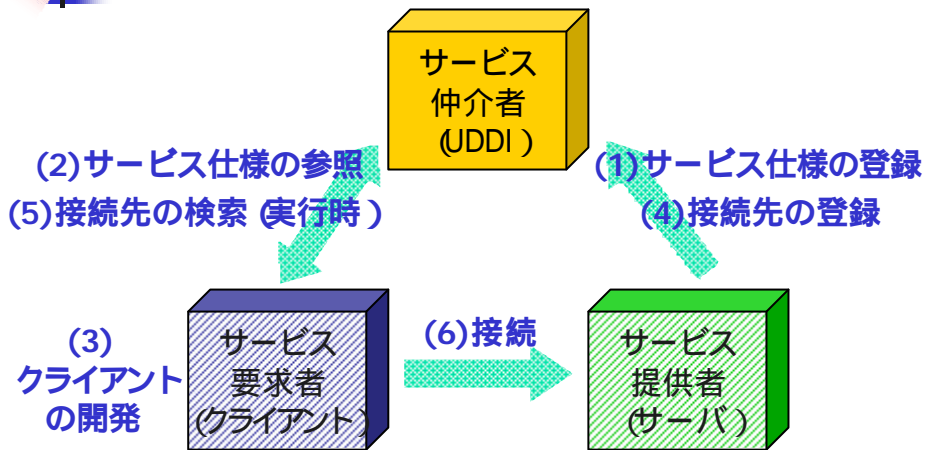 サービス
仲介者
(UDDI)
(2)サービス仕様の参照
(5)接続先の検索(実行時)
(1)サービス仕様の登録
(4)接続先の登録
(3)
クライアント
の開発
サービス
要求者
(クライアント)
(6)接続
サービス
提供者
(サーバ)